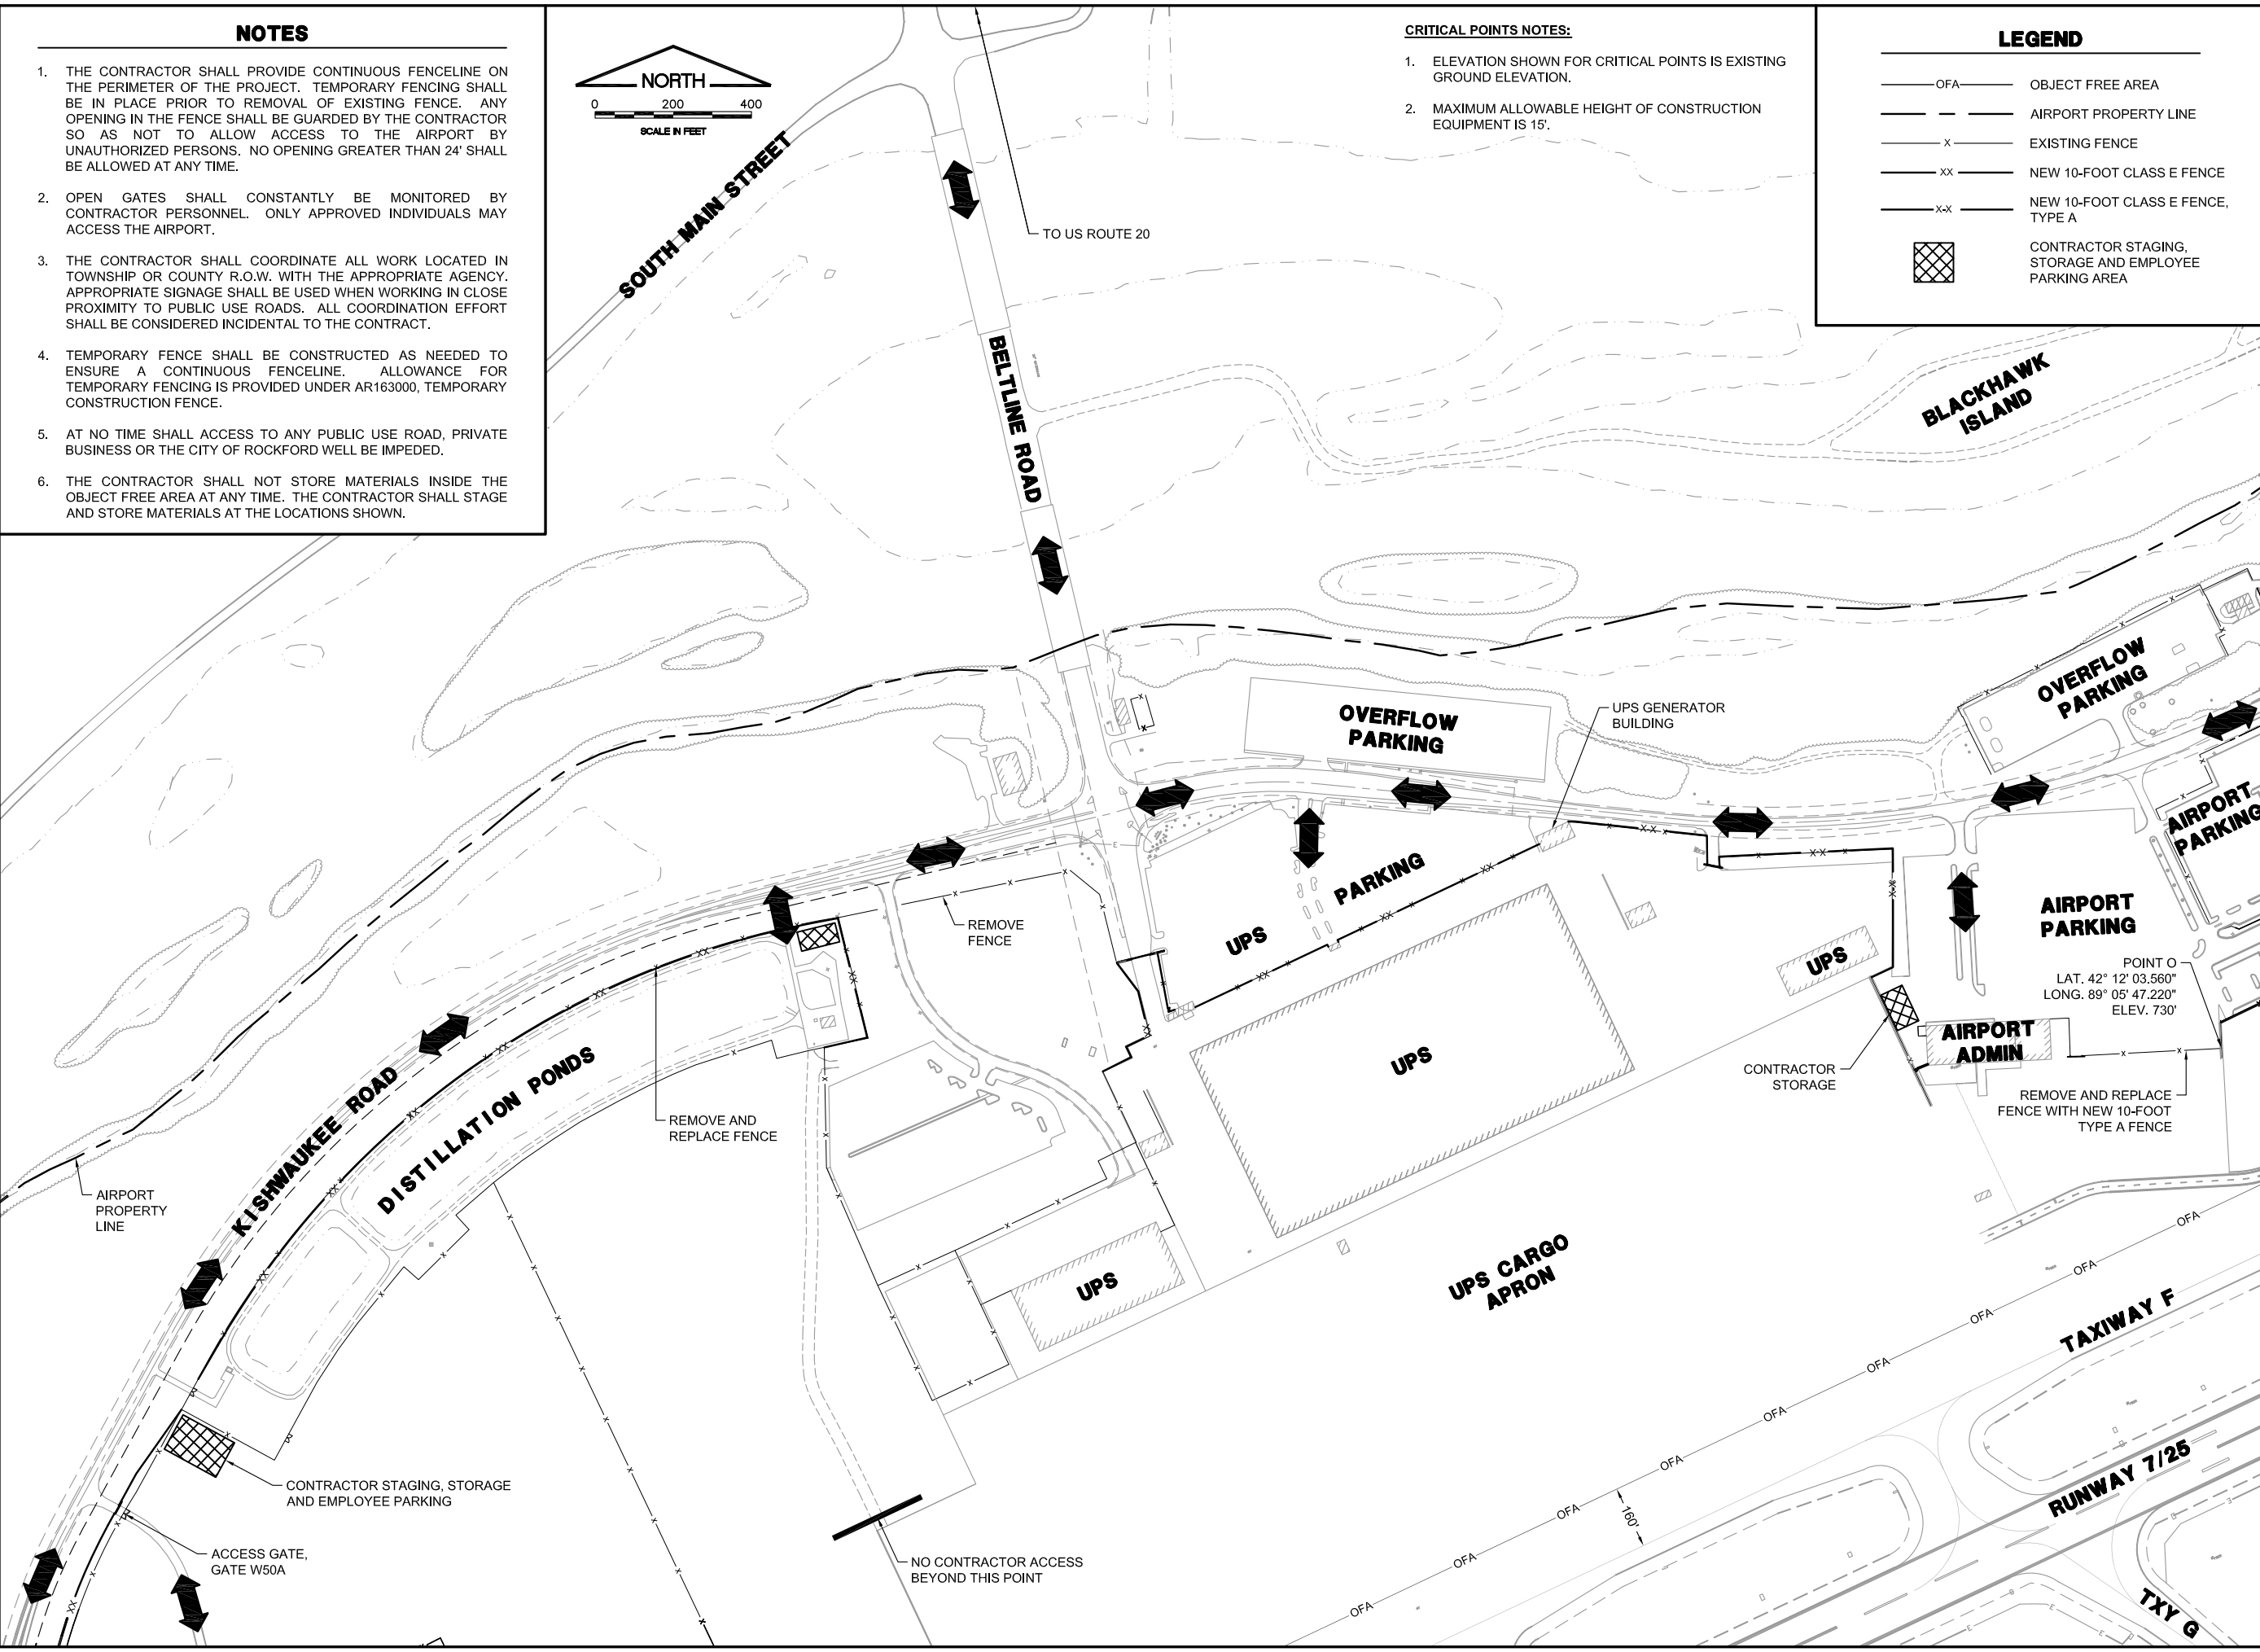 NOTES
1. THE CONTRACTOR SHALL PROVIDE CONTINUOUS FENCELINE ON
THE PERIMETER OF THE PROJECT. TEMPORARY FENCING SHALL
BE IN PLACE PRIOR TO REMOVAL OF EXISTING FENCE. ANY
OPENING IN THE FENCE SHALL BE GUARDED BY THE CONTRACTOR
SO AS NOT TO ALLOW ACCESS TO THE AIRPORT BY
UNAUTHORIZED PERSONS. NO OPENING GREATER THAN 24' SHALL
BE ALLOWED AT ANY TIME.
2. OPEN GATES SHALL CONSTANTLY BE MONITORED BY
CONTRACTOR PERSONNEL. ONLY APPROVED INDIVIDUALS MAY
ACCESS THE AIRPORT.
3. THE CONTRACTOR SHALL COORDINATE ALL WORK LOCATED IN
TOWNSHIP OR COUNTY R.O.W. WITH THE APPROPRIATE AGENCY.
APPROPRIATE SIGNAGE SHALL BE USED WHEN WORKING IN CLOSE
PROXIMITY TO PUBLIC USE ROADS. ALL COORDINATION EFFORT
SHALL BE CONSIDERED INCIDENTAL TO THE CONTRACT.
4. TEMPORARY FENCE SHALL BE CONSTRUCTED AS NEEDED TO
ENSURE A CONTINUOUS FENCELINE. ALLOWANCE FOR
TEMPORARY FENCING IS PROVIDED UNDER AR163000, TEMPORARY
CONSTRUCTION FENCE.
5. AT NO TIME SHALL ACCESS TO ANY PUBLIC USE ROAD, PRIVATE
BUSINESS OR THE CITY OF ROCKFORD WELL BE IMPEDED.
6. THE CONTRACTOR SHALL NOT STORE MATERIALS INSIDE THE
OBJECT FREE AREA AT ANY TIME. THE CONTRACTOR SHALL STAGE
AND STORE MATERIALS AT THE LOCATIONS SHOWN.
NORTH
0 200 400
SCALE IN FEET
CRITICAL POINTS NOTES:
1. ELEVATION SHOWN FOR CRITICAL POINTS IS EXISTING
GROUND ELEVATION.
2. MAXIMUM ALLOWABLE HEIGHT OF CONSTRUCTION
EQUIPMENT IS 15'.
LEGEND
OFA OBJECT FREE AREA
AIRPORT PROPERTY LINE
X EXISTING FENCE
XX NEW 10-FOOT CLASS E FENCE
X-X NEW 10-FOOT CLASS E FENCE,
TYPE A
CONTRACTOR STAGING,
STORAGE AND EMPLOYEE
PARKING AREA
SOUTH MAIN STREET
TO US ROUTE 20
BELTLINE ROAD
BLACKHAWK
ISLAND
OVERFLOW
PARKING
UPS GENERATOR
BUILDING
OVERFLOW
PARKING
AIRPORT
PARKING
UPS
PARKING
REMOVE
FENCE
AIRPORT
PARKING
UPS
POINT O
LAT. 42° 12' 03.560"
LONG. 89° 05' 47.220"
ELEV. 730'
AIRPORT
ADMIN
CONTRACTOR
STORAGE
REMOVE AND REPLACE
FENCE WITH NEW 10-FOOT
TYPE A FENCE
UPS
REMOVE AND
REPLACE FENCE
DISTILLATION PONDS
KISHWAUKEE ROAD
AIRPORT
PROPERTY
LINE
UPS
UPS CARGO
APRON
OFA
OFA
OFA
OFA
OFA
OFA
OFA
OFA
OFA
160'
TAXIWAY F
RUNWAY 7/25
TXY G
CONTRACTOR STAGING, STORAGE
AND EMPLOYEE PARKING
ACCESS GATE,
GATE W50A
NO CONTRACTOR ACCESS
BEYOND THIS POINT